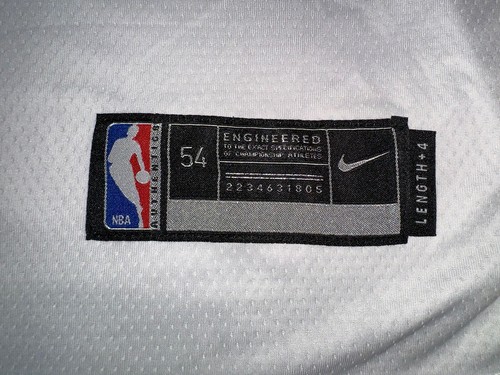 NBA
AUTHENTICS
54
ENGINEERED
TO THE EXACT SPECIFICATIONS
OF CHAMPIONSHIP ATHLETES
2234631805
LENGTH+4